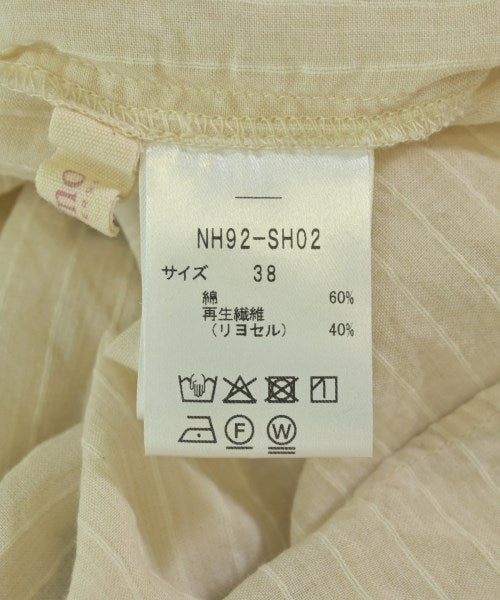 NH92-SH02
サイズ 38
綿 60%
再生繊維
(リヨセル) 40%
F W